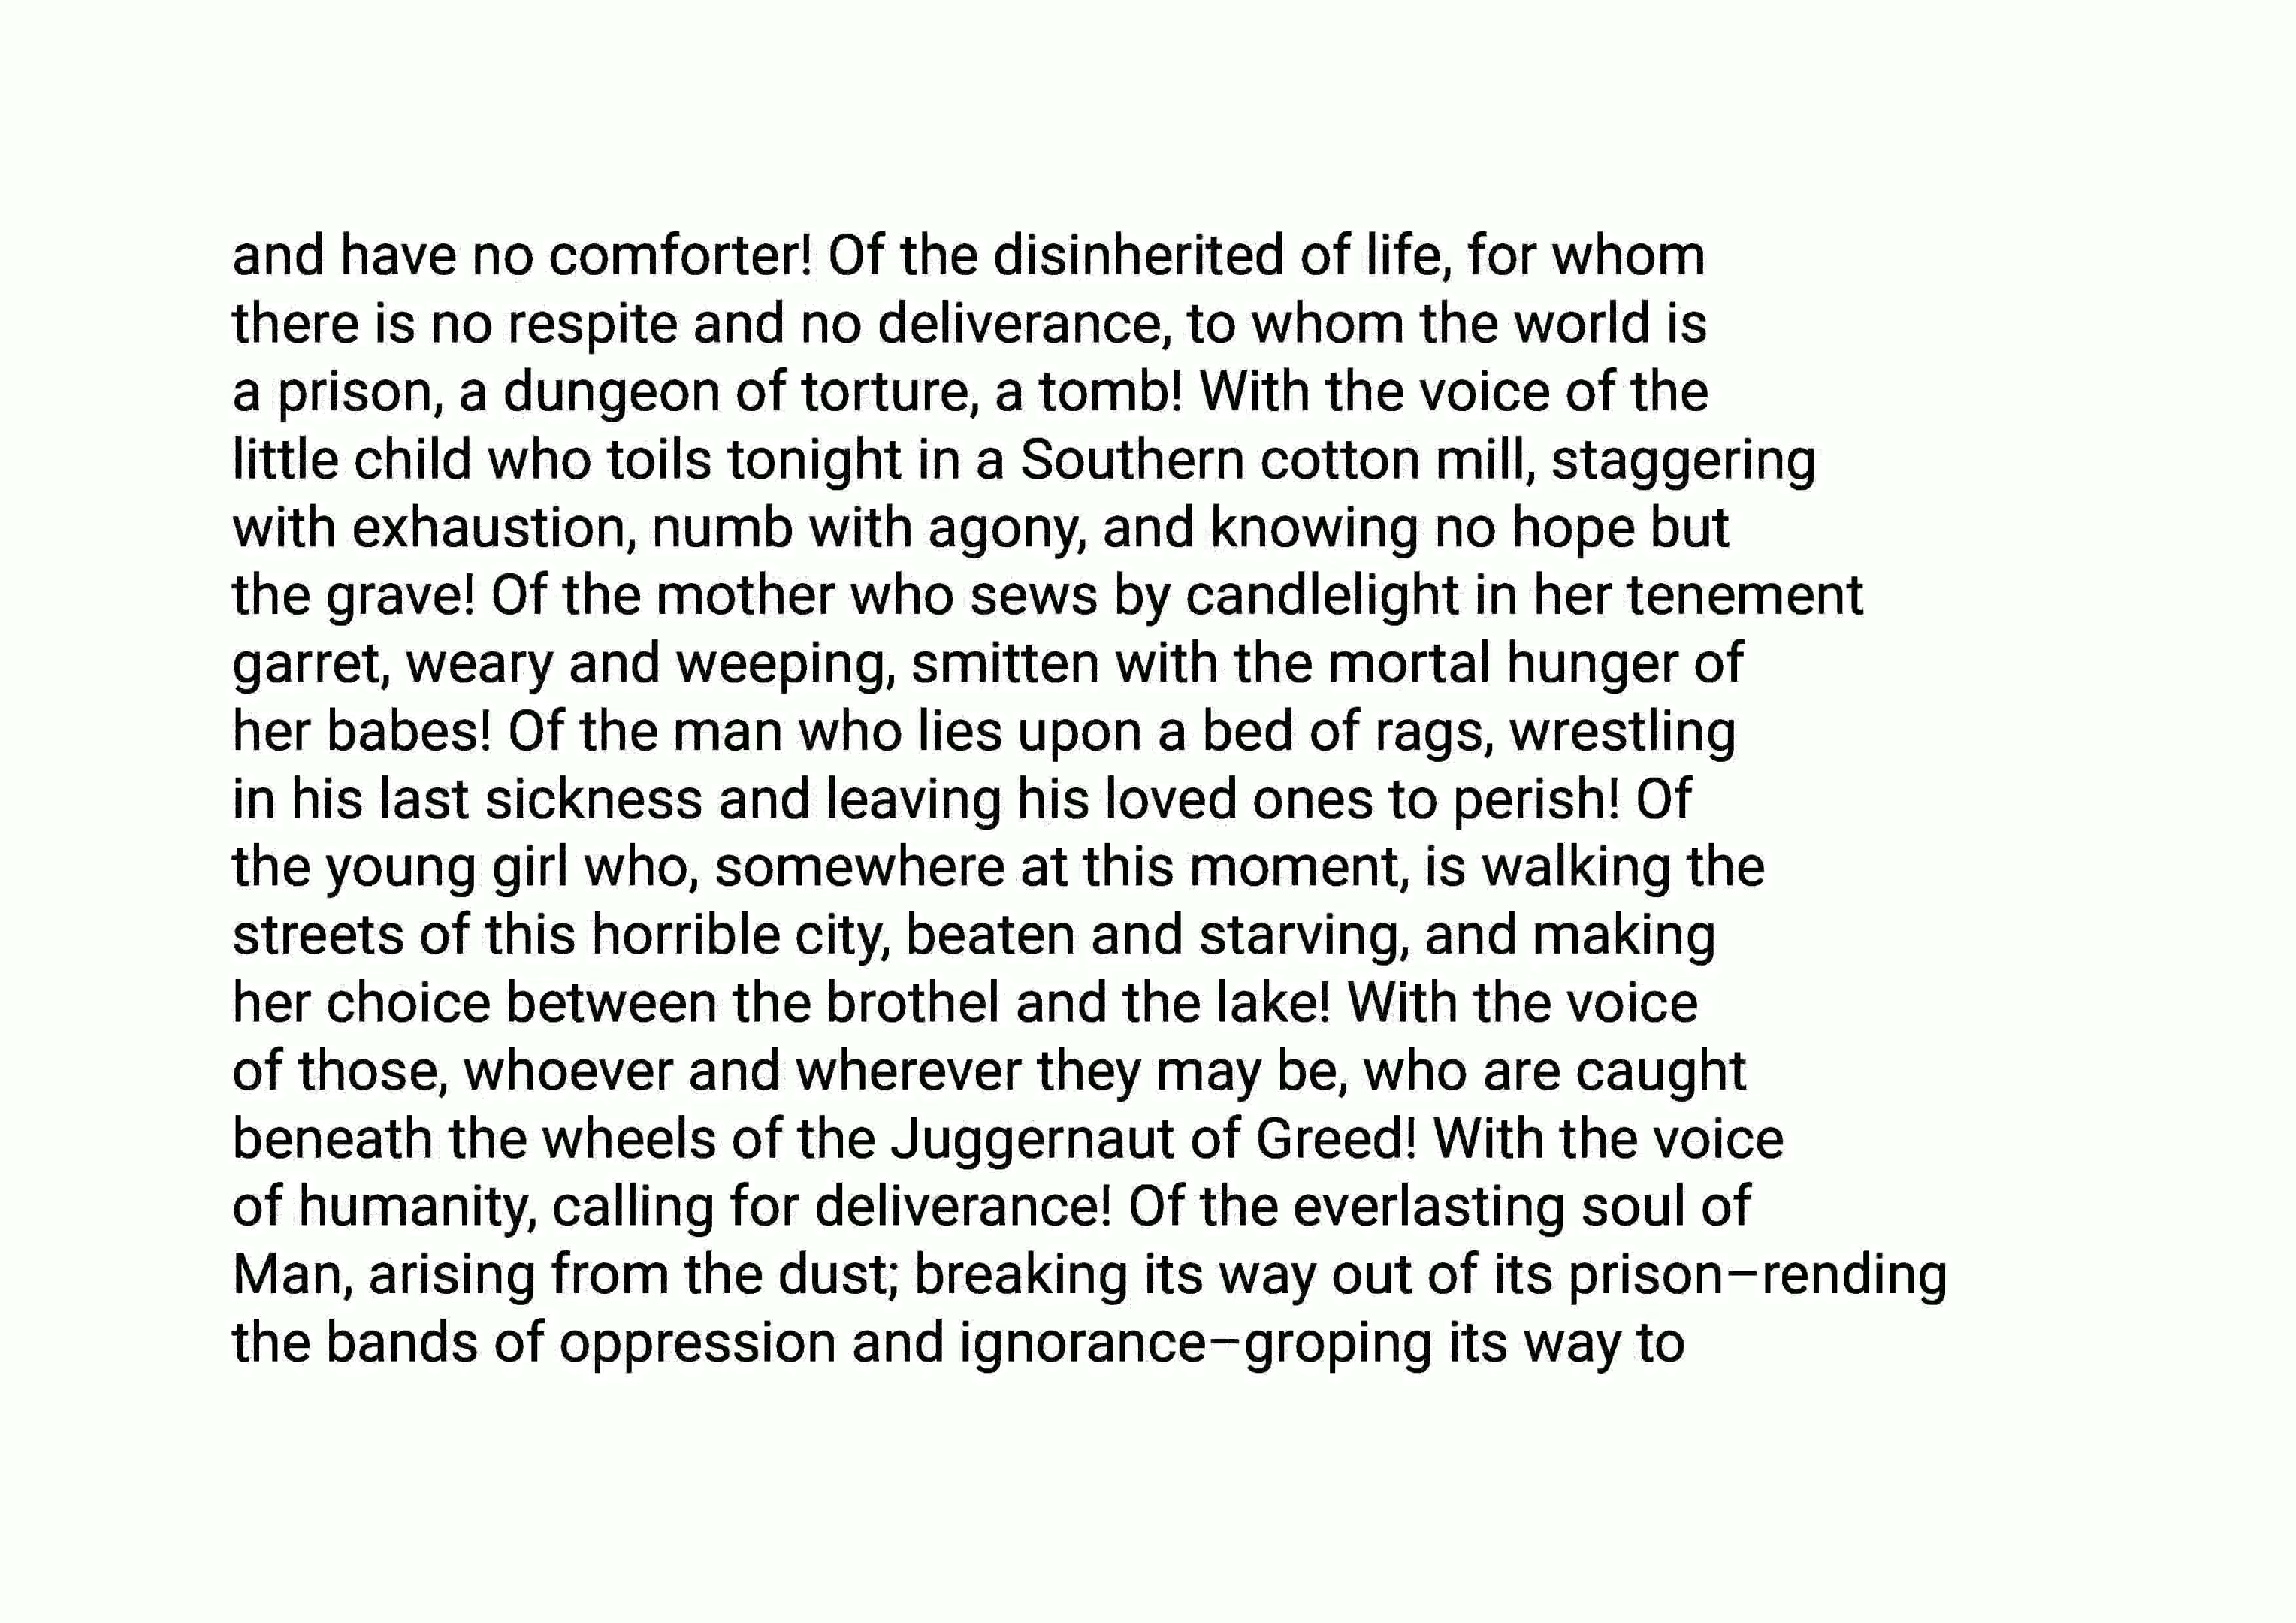 and have no comforter! Of the disinherited of life, for whom
there is no respite and no deliverance, to whom the world is
a prison, a dungeon of torture, a tomb! With the voice of the
little child who toils tonight in a Southern cotton mill, staggering
with exhaustion, numb with agony, and knowing no hope but
the grave! Of the mother who sews by candlelight in her tenement
garret, weary and weeping, smitten with the mortal hunger of
her babes! Of the man who lies upon a bed of rags, wrestling
in his last sickness and leaving his loved ones to perish! Of
the young girl who, somewhere at this moment, is walking the
streets of this horrible city, beaten and starving, and making
her choice between the brothel and the lake! With the voice
of those, whoever and wherever they may be, who are caught
beneath the wheels of the Juggernaut of Greed! With the voice
of humanity, calling for deliverance! Of the everlasting soul of
Man, arising from the dust; breaking its way out of its prison–rending
the bands of oppression and ignorance–groping its way to